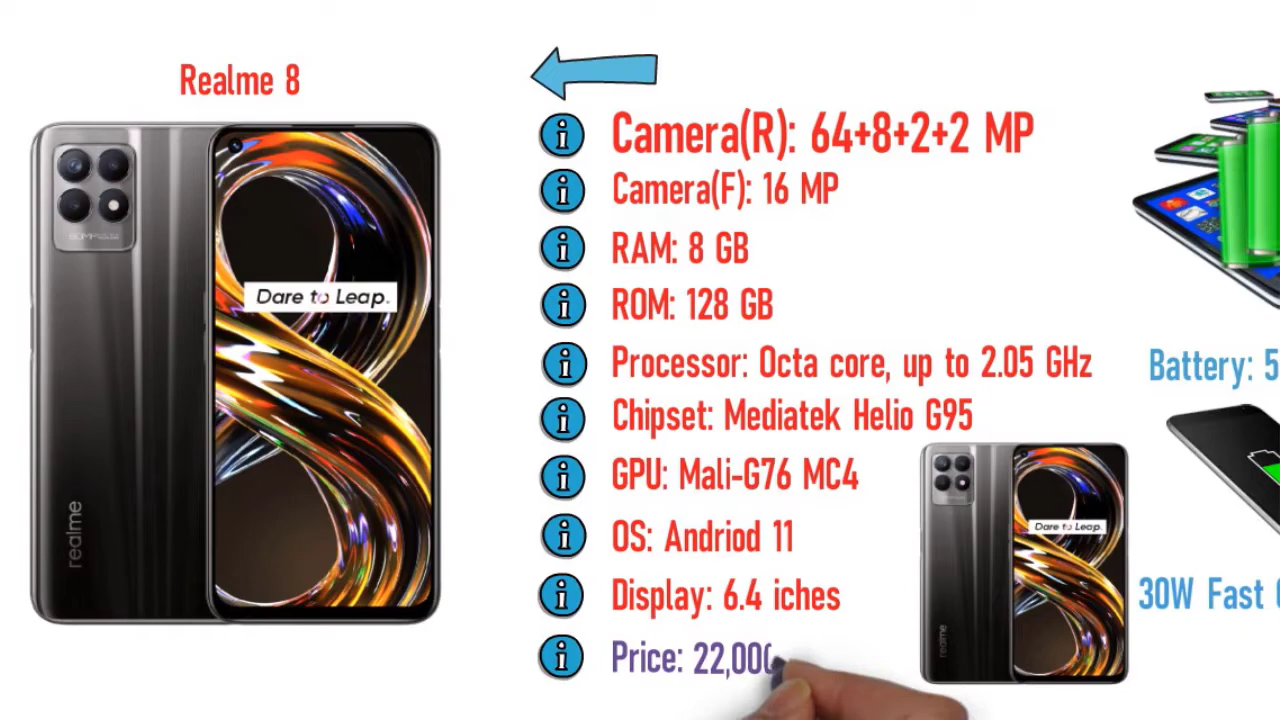 Realme 8
Dare to Leap.
realme
Camera(R): 64+8+2+2 MP
Camera(F): 16 MP
RAM: 8 GB
ROM: 128 GB
Processor: Octa core, up to 2.05 GHz
Chipset: Mediatek Helio G95
GPU: Mali-G76 MC4
OS: Andriod 11
Display: 6.4 iches
Price: 22,000
Dare to Leap.
realme
Battery: 5
30W Fast